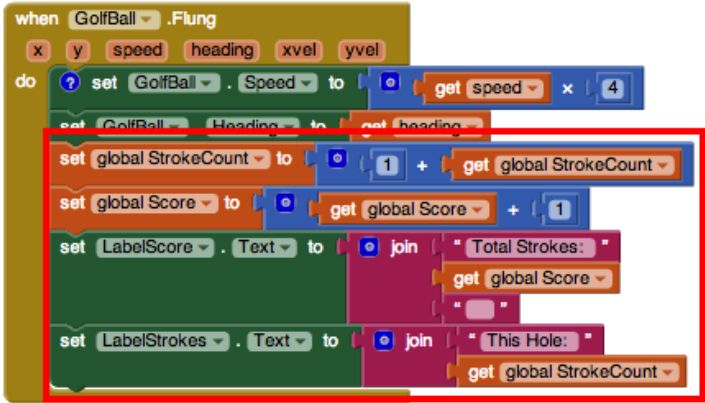 when GolfBall .Flung
x y speed heading xvel yvel
do ? set GolfBall . Speed to get speed × 4
set GolfBall . Heading to get heading
set global StrokeCount to 1 + get global StrokeCount
set global Score to get global Score + 1
set LabelScore . Text to join " Total Strokes: "
get global Score
" "
set LabelStrokes . Text to join " This Hole: "
get global StrokeCount